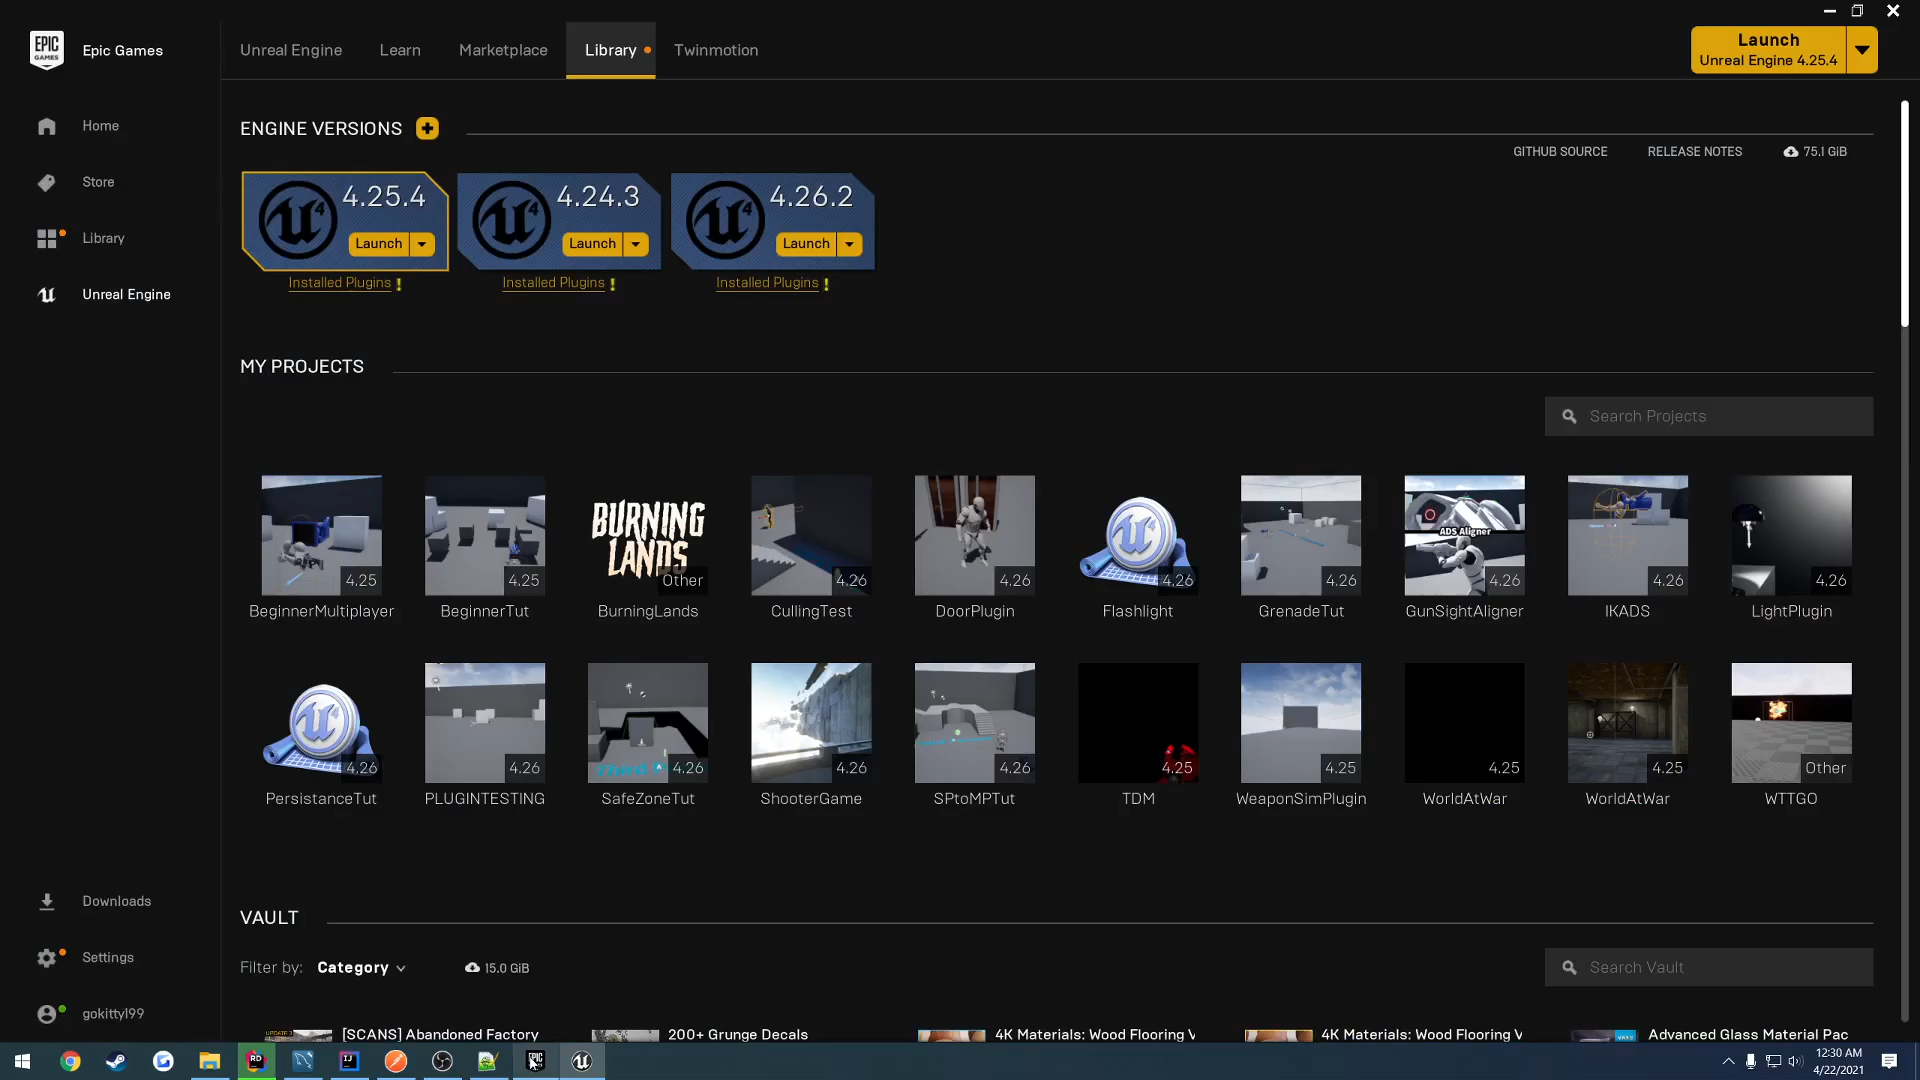 EPIC
GAMES
Epic Games
Unreal Engine
Learn
Marketplace
Library
Twinmotion
Launch
Unreal Engine 4.25.4
Home
Store
Library
Unreal Engine
ENGINE VERSIONS
GITHUB SOURCE
RELEASE NOTES
75.1 GiB
4.25.4
Launch
Installed Plugins !
4.24.3
Launch
Installed Plugins !
4.26.2
Launch
Installed Plugins !
MY PROJECTS
Search Projects
4.25
BeginnerMultiplayer
4.25
BeginnerTut
BURNING
LANDS
Other
BurningLands
4.26
CullingTest
4.26
DoorPlugin
4.26
Flashlight
4.26
GrenadeTut
ADS Aligner
4.26
GunSightAligner
4.26
IKADS
4.26
LightPlugin
4.26
PersistanceTut
4.26
PLUGINTESTING
4.26
SafeZoneTut
4.26
ShooterGame
4.26
SPtoMPTut
4.25
TDM
4.25
WeaponSimPlugin
4.25
WorldAtWar
4.25
WorldAtWar
Other
WTTGO
VAULT
Filter by: Category
15.0 GiB
Search Vault
[SCANS] Abandoned Factory
200+ Grunge Decals
4K Materials: Wood Flooring V
4K Materials: Wood Flooring V
Advanced Glass Material Pac
Downloads
Settings
gokitty199
RD
IJ
EPIC
12:30 AM
4/22/2021